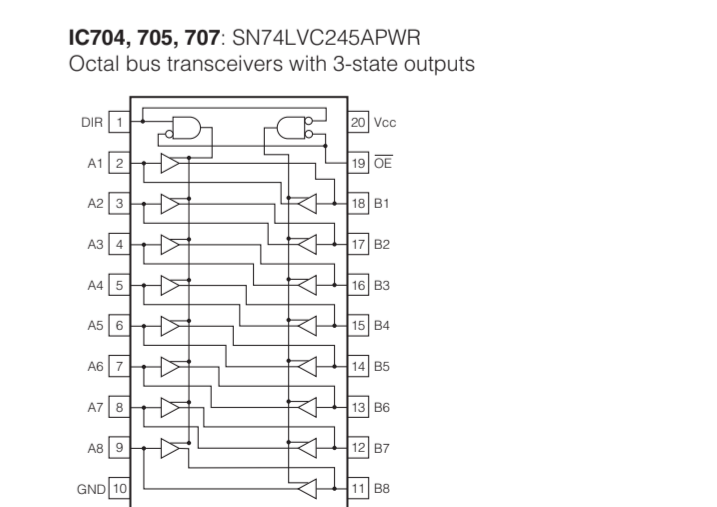 IC704, 705, 707: SN74LVC245APWR
Octal bus transceivers with 3-state outputs
DIR 1 20 Vcc
A1 2 19 O̅E̅
A2 3 18 B1
A3 4 17 B2
A4 5 16 B3
A5 6 15 B4
A6 7 14 B5
A7 8 13 B6
A8 9 12 B7
GND 10 11 B8